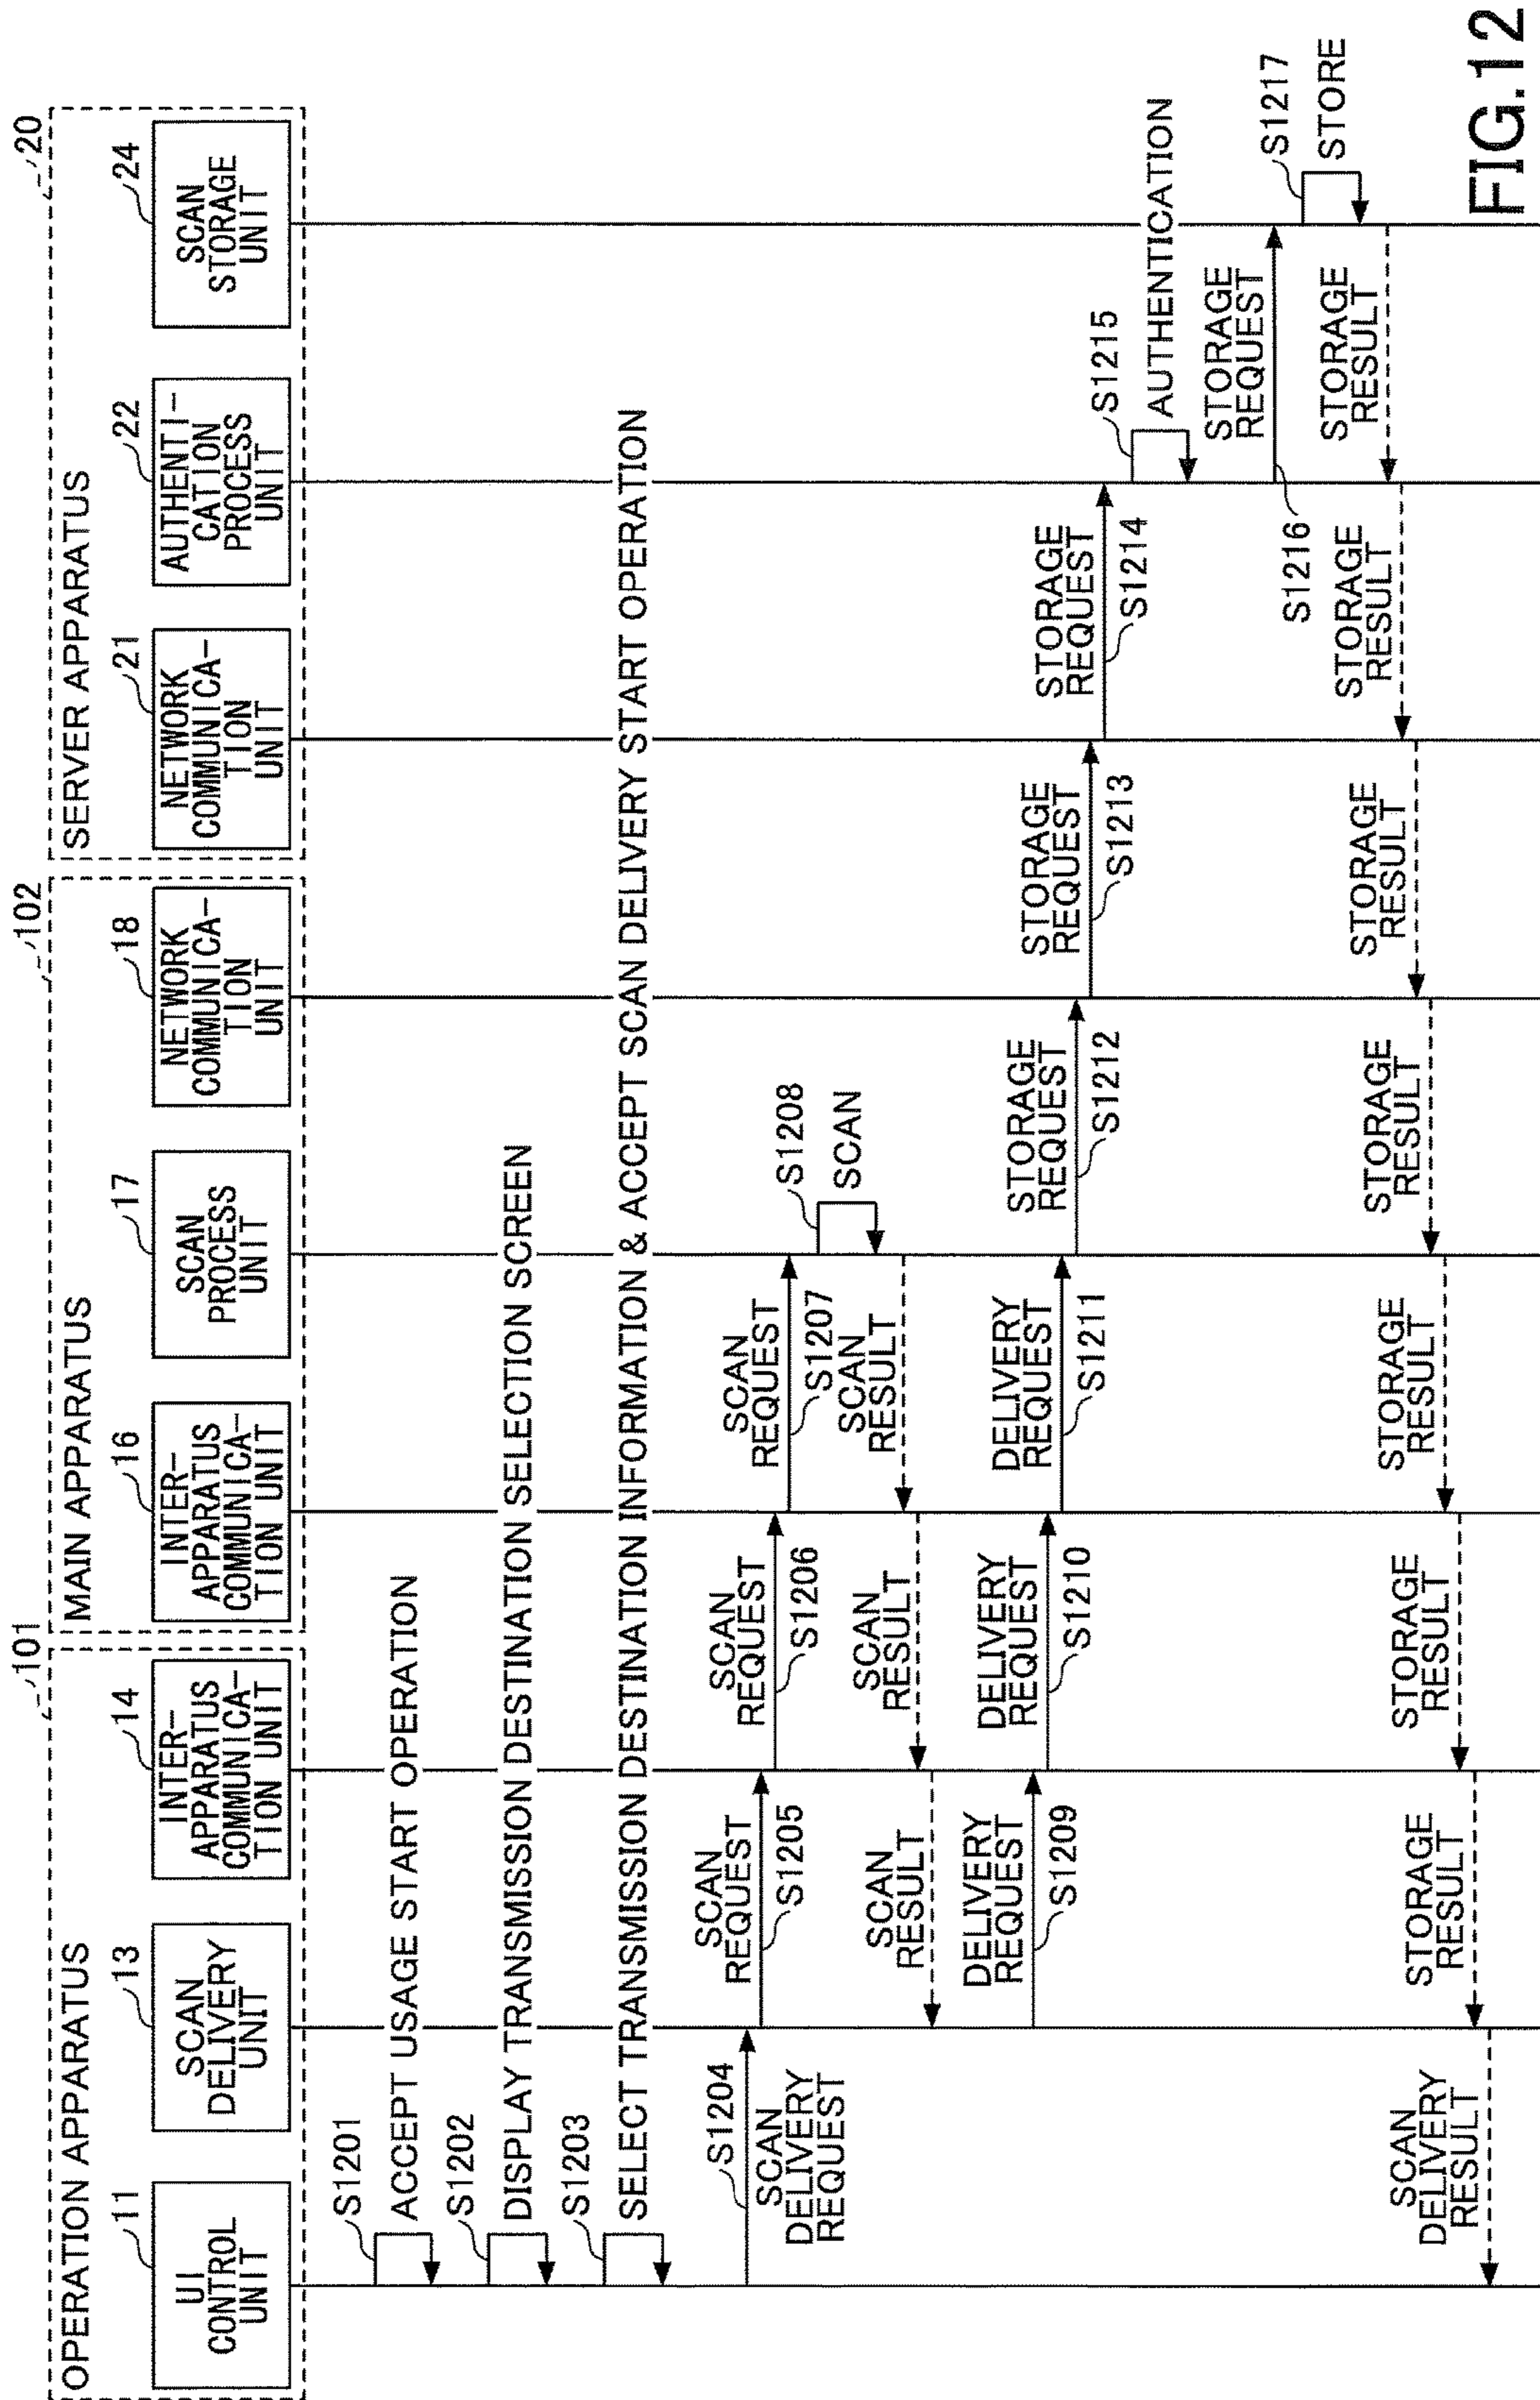 OPERATION APPARATUS
101
MAIN APPARATUS
102
SERVER APPARATUS
20
11
UI
CONTROL
UNIT
13
SCAN
DELIVERY
UNIT
14
INTER-
APPARATUS
COMMUNICA-
TION UNIT
16
INTER-
APPARATUS
COMMUNICA-
TION UNIT
17
SCAN
PROCESS
UNIT
18
NETWORK
COMMUNICA-
TION
UNIT
21
NETWORK
COMMUNICA-
TION
UNIT
22
AUTHENTI-
CATION
PROCESS
UNIT
24
SCAN
STORAGE
UNIT
S1201
ACCEPT USAGE START OPERATION
S1202
DISPLAY TRANSMISSION DESTINATION SELECTION SCREEN
S1203
SELECT TRANSMISSION DESTINATION INFORMATION & ACCEPT SCAN DELIVERY START OPERATION
S1204
SCAN
DELIVERY
REQUEST
SCAN
REQUEST
S1205
SCAN
REQUEST
S1206
SCAN
REQUEST
S1207
S1208
SCAN
SCAN
RESULT
SCAN
RESULT
SCAN
RESULT
DELIVERY
REQUEST
S1209
DELIVERY
REQUEST
S1210
DELIVERY
REQUEST
S1211
STORAGE
REQUEST
S1212
STORAGE
REQUEST
S1213
STORAGE
REQUEST
S1214
S1215
AUTHENTICATION
STORAGE
REQUEST
S1216
S1217
STORE
STORAGE
RESULT
STORAGE
RESULT
STORAGE
RESULT
STORAGE
RESULT
STORAGE
RESULT
STORAGE
RESULT
STORAGE
RESULT
SCAN
DELIVERY
RESULT
FIG.12